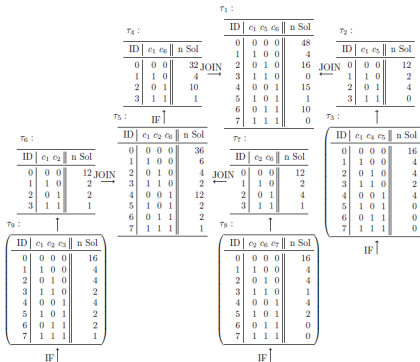 τ₁ :
ID c₁ c₅ c₆ n Sol
0 0 0 0 48
1 1 0 0 4
2 0 1 0 16
3 1 1 0 0
4 0 0 1 15
5 1 0 1 1
6 0 1 1 10
7 1 1 1 0
τ₄ :
ID c₁ c₆ n Sol
0 0 0 32
1 1 0 4
2 0 1 10
3 1 1 1
JOIN
IF
τ₂ :
ID c₁ c₅ n Sol
0 0 0 12
1 1 0 2
2 0 1 4
3 1 1 0
JOIN
τ₅ :
ID c₁ c₂ c₆ n Sol
0 0 0 0 36
1 1 0 0 6
2 0 1 0 4
3 1 1 0 2
4 0 0 1 12
5 1 0 1 2
6 0 1 1 2
7 1 1 1 1
τ₃ :
ID c₁ c₄ c₅ n Sol
0 0 0 0 16
1 1 0 0 4
2 0 1 0 4
3 1 1 0 2
4 0 0 1 0
5 1 0 1 0
6 0 1 1 0
7 1 1 1 0
IF
τ₆ :
ID c₁ c₂ n Sol
0 0 0 12
1 1 0 2
2 0 1 2
3 1 1 2
JOIN
τ₇ :
ID c₂ c₆ n Sol
0 0 0 12
1 1 0 2
2 0 1 4
3 1 1 1
JOIN
τ₉ :
ID c₁ c₂ c₃ n Sol
0 0 0 0 16
1 1 0 0 4
2 0 1 0 4
3 1 1 0 2
4 0 0 1 4
5 1 0 1 2
6 0 1 1 2
7 1 1 1 1
IF
τ₈ :
ID c₂ c₆ c₇ n Sol
0 0 0 0 16
1 1 0 0 4
2 0 1 0 4
3 1 1 0 1
4 0 0 1 4
5 1 0 1 2
6 0 1 1 0
7 1 1 1 0
IF